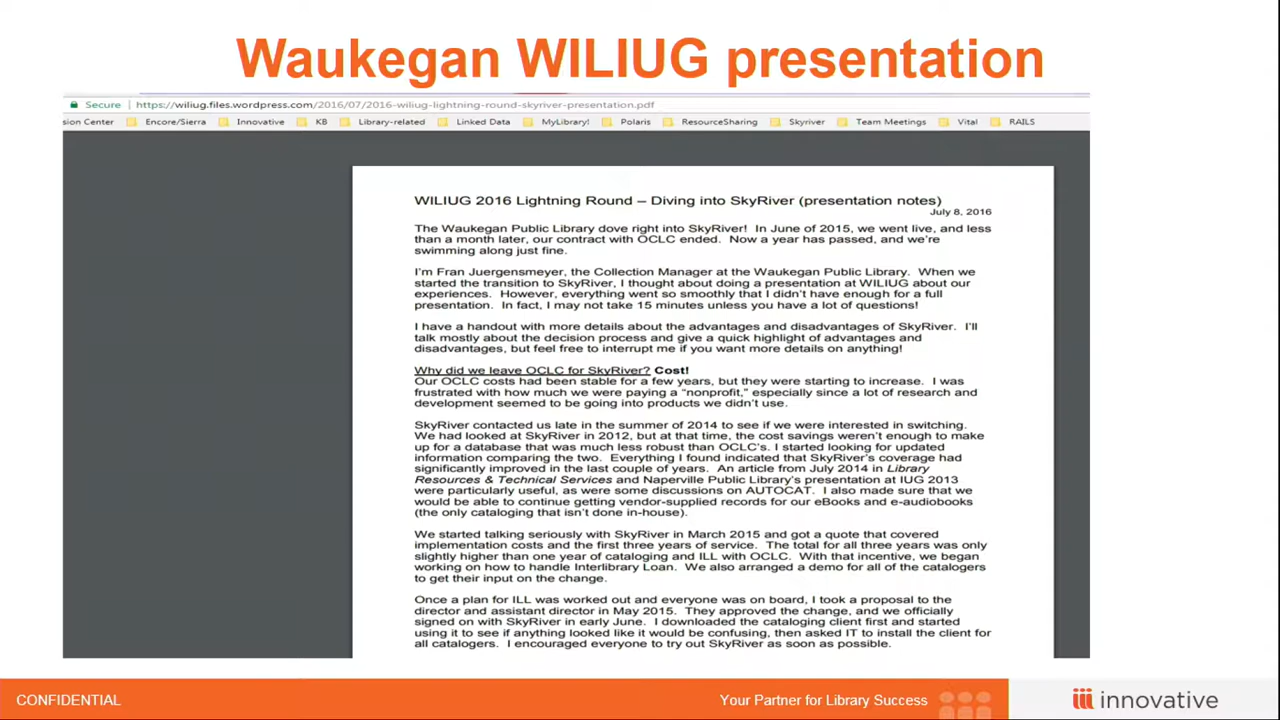 Waukegan WILIUG presentation
Secure https://wiliug.files.wordpress.com/2016/07/2016-wiliug-lightning-round-skyriver-presentation.pdf
sion Center Encore/Sierra Innovative KB Library-related Linked Data MyLibrary! Polaris ResourceSharing Skyriver Team Meetings Vital RAILS
WILIUG 2016 Lightning Round – Diving into SkyRiver (presentation notes)
July 8, 2016
The Waukegan Public Library dove right into SkyRiver! In June of 2015, we went live, and less
than a month later, our contract with OCLC ended. Now a year has passed, and we're
swimming along just fine.
I'm Fran Juergensmeyer, the Collection Manager at the Waukegan Public Library. When we
started the transition to SkyRiver, I thought about doing a presentation at WILIUG about our
experiences. However, everything went so smoothly that I didn't have enough for a full
presentation. In fact, I may not take 15 minutes unless you have a lot of questions!
I have a handout with more details about the advantages and disadvantages of SkyRiver. I'll
talk mostly about the decision process and give a quick highlight of advantages and
disadvantages, but feel free to interrupt me if you want more details on anything!
Why did we leave OCLC for SkyRiver? Cost!
Our OCLC costs had been stable for a few years, but they were starting to increase. I was
frustrated with how much we were paying a "nonprofit," especially since a lot of research and
development seemed to be going into products we didn't use.
SkyRiver contacted us late in the summer of 2014 to see if we were interested in switching.
We had looked at SkyRiver in 2012, but at that time, the cost savings weren't enough to make
up for a database that was much less robust than OCLC's. I started looking for updated
information comparing the two. Everything I found indicated that SkyRiver's coverage had
significantly improved in the last couple of years. An article from July 2014 in Library
Resources & Technical Services and Naperville Public Library's presentation at IUG 2013
were particularly useful, as were some discussions on AUTOCAT. I also made sure that we
would be able to continue getting vendor-supplied records for our eBooks and e-audiobooks
(the only cataloging that isn't done in-house).
We started talking seriously with SkyRiver in March 2015 and got a quote that covered
implementation costs and the first three years of service. The total for all three years was only
slightly higher than one year of cataloging and ILL with OCLC. With that incentive, we began
working on how to handle Interlibrary Loan. We also arranged a demo for all of the catalogers
to get their input on the change.
Once a plan for ILL was worked out and everyone was on board, I took a proposal to the
director and assistant director in May 2015. They approved the change, and we officially
signed on with SkyRiver in early June. I downloaded the cataloging client first and started
using it to see if anything looked like it would be confusing, then asked IT to install the client for
all catalogers. I encouraged everyone to try out SkyRiver as soon as possible.
CONFIDENTIAL
Your Partner for Library Success
innovative